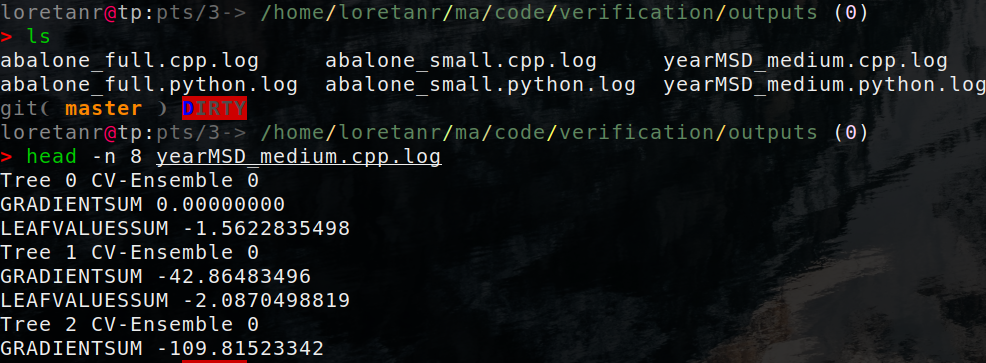 loretanr@tp:pts/3-> /home/loretanr/ma/code/verification/outputs (0)
> ls
abalone_full.cpp.log abalone_small.cpp.log yearMSD_medium.cpp.log
abalone_full.python.log abalone_small.python.log yearMSD_medium.python.log
git( master ) DIRTY
loretanr@tp:pts/3-> /home/loretanr/ma/code/verification/outputs (0)
> head -n 8 yearMSD_medium.cpp.log
Tree 0 CV-Ensemble 0
GRADIENTSUM 0.00000000
LEAFVALUESSUM -1.5622835498
Tree 1 CV-Ensemble 0
GRADIENTSUM -42.86483496
LEAFVALUESSUM -2.0870498819
Tree 2 CV-Ensemble 0
GRADIENTSUM -109.81523342